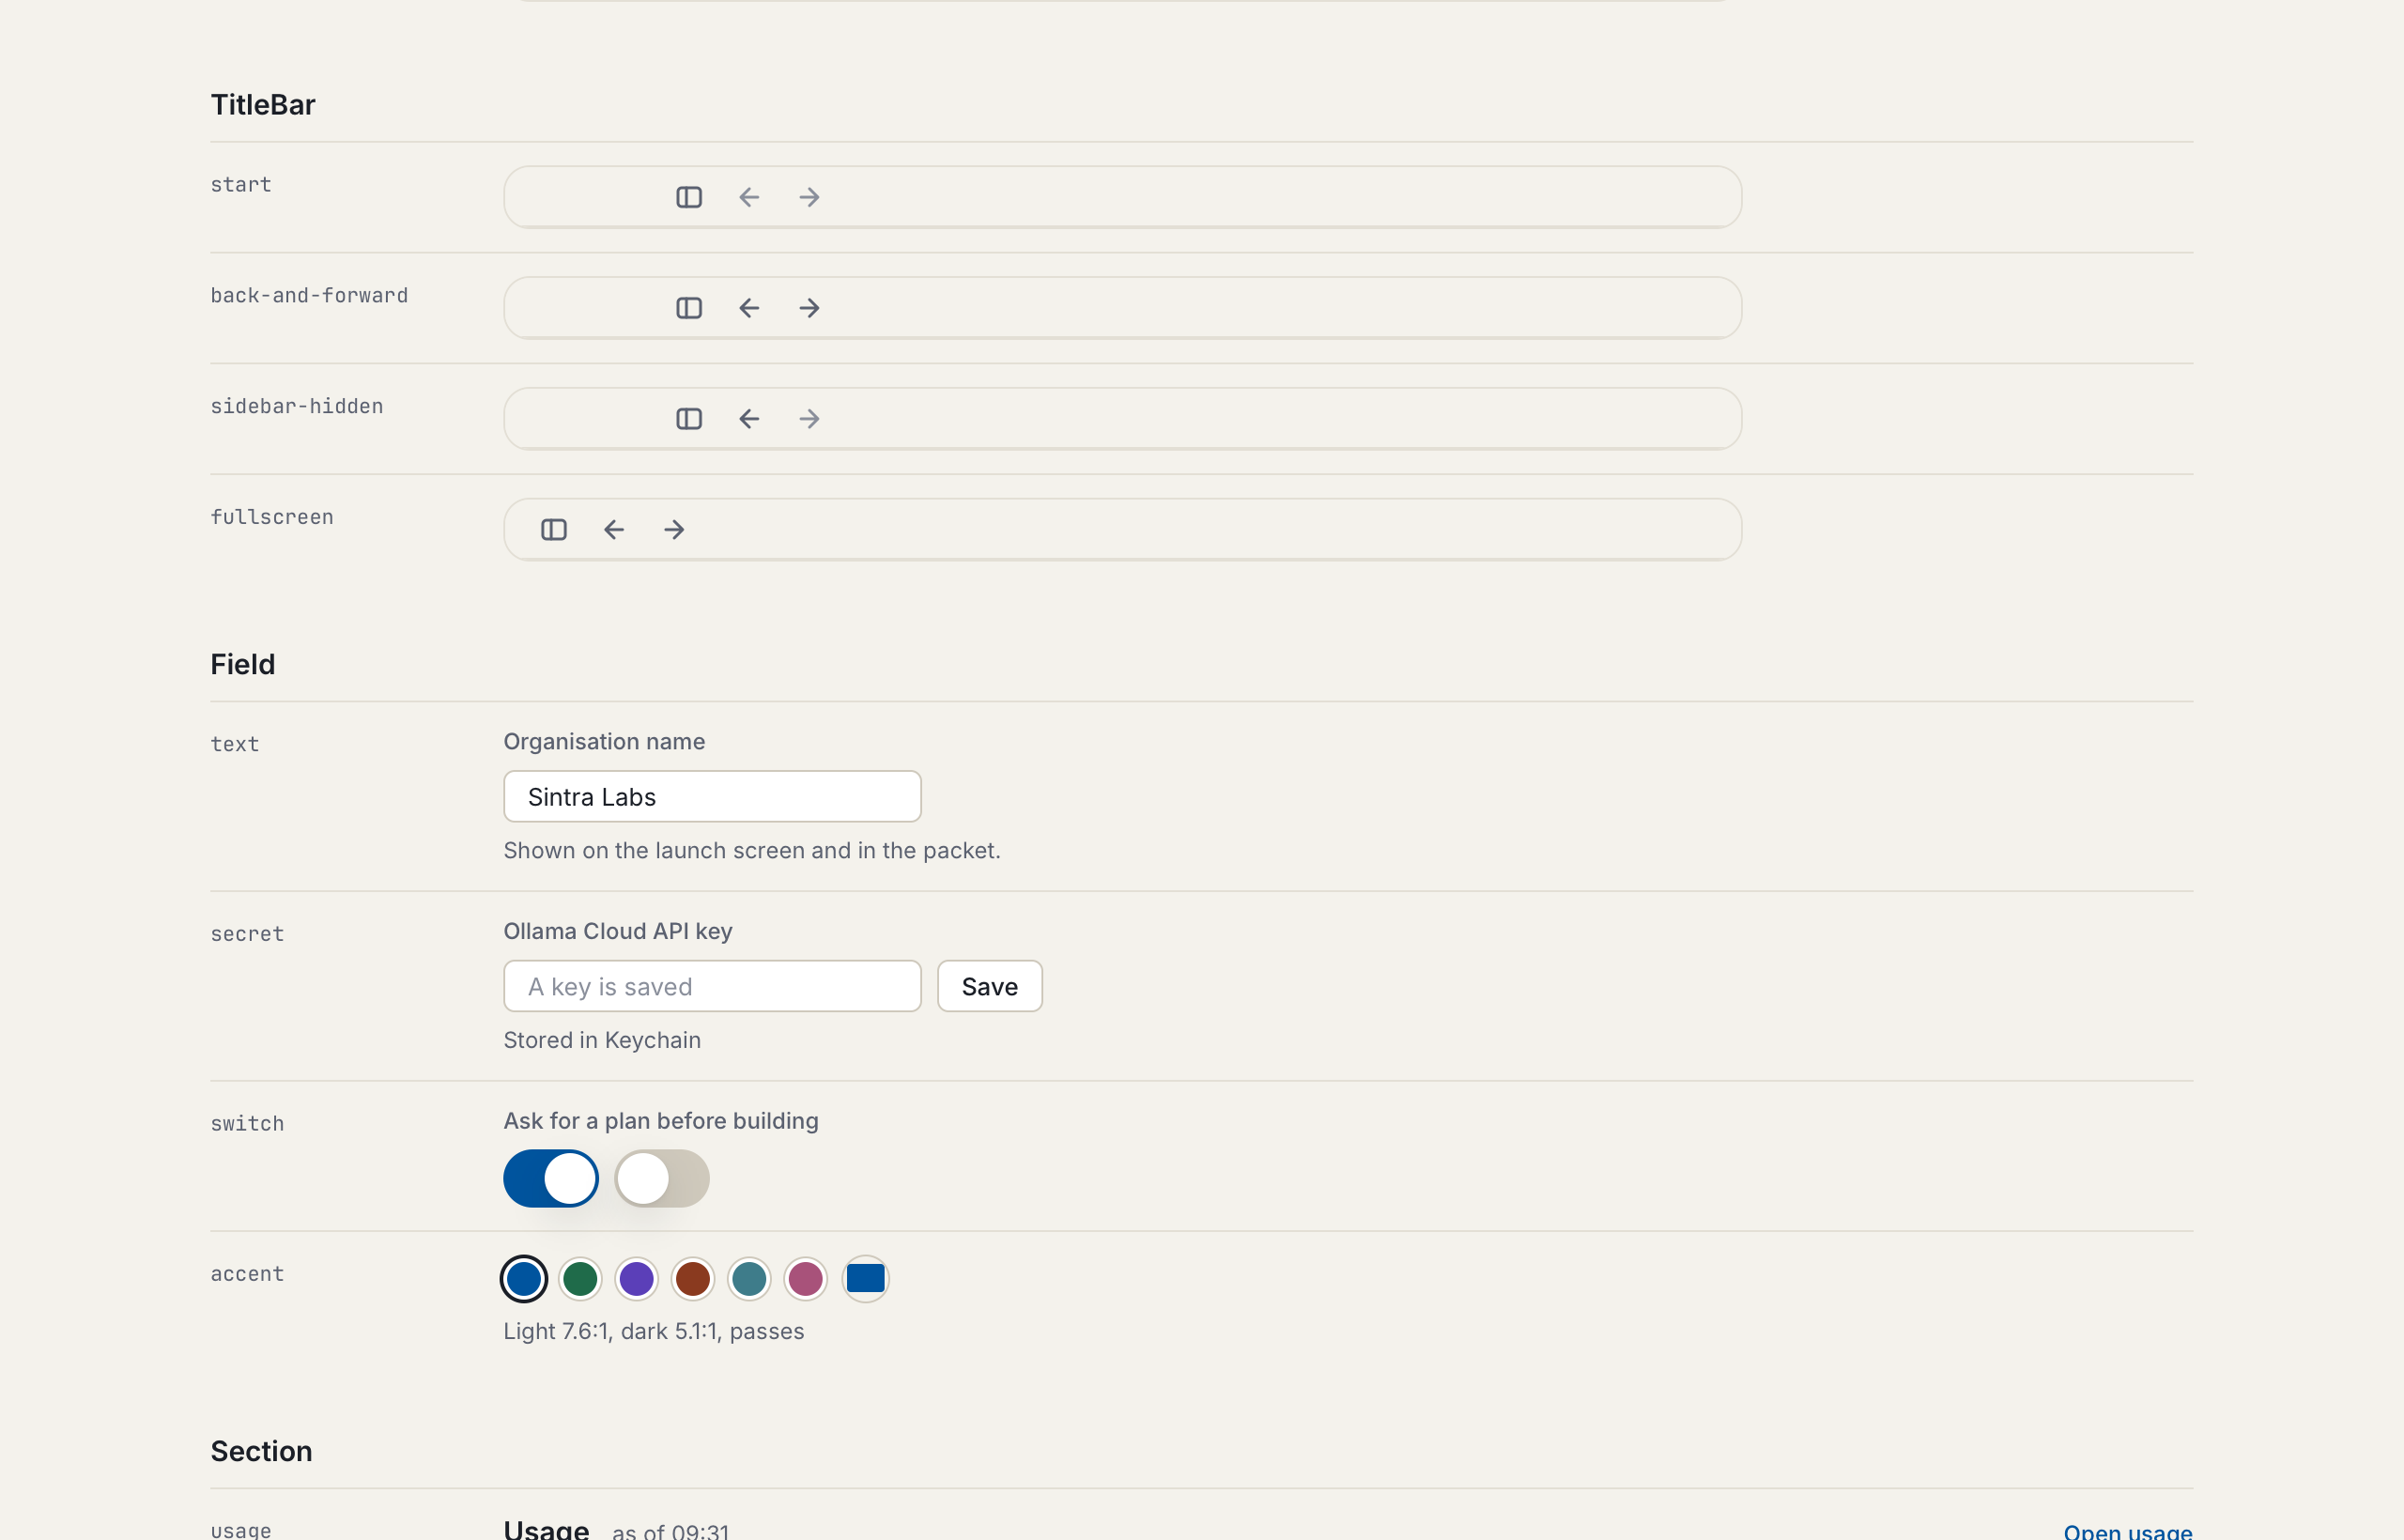 TitleBar
start
back-and-forward
sidebar-hidden
fullscreen
Field
text
Organisation name
Sintra Labs
Shown on the launch screen and in the packet.
secret
Ollama Cloud API key
A key is saved
Save
Stored in Keychain
switch
Ask for a plan before building
accent
Light 7.6:1, dark 5.1:1, passes
Section
usage
Usage as of 09:31
Open usage